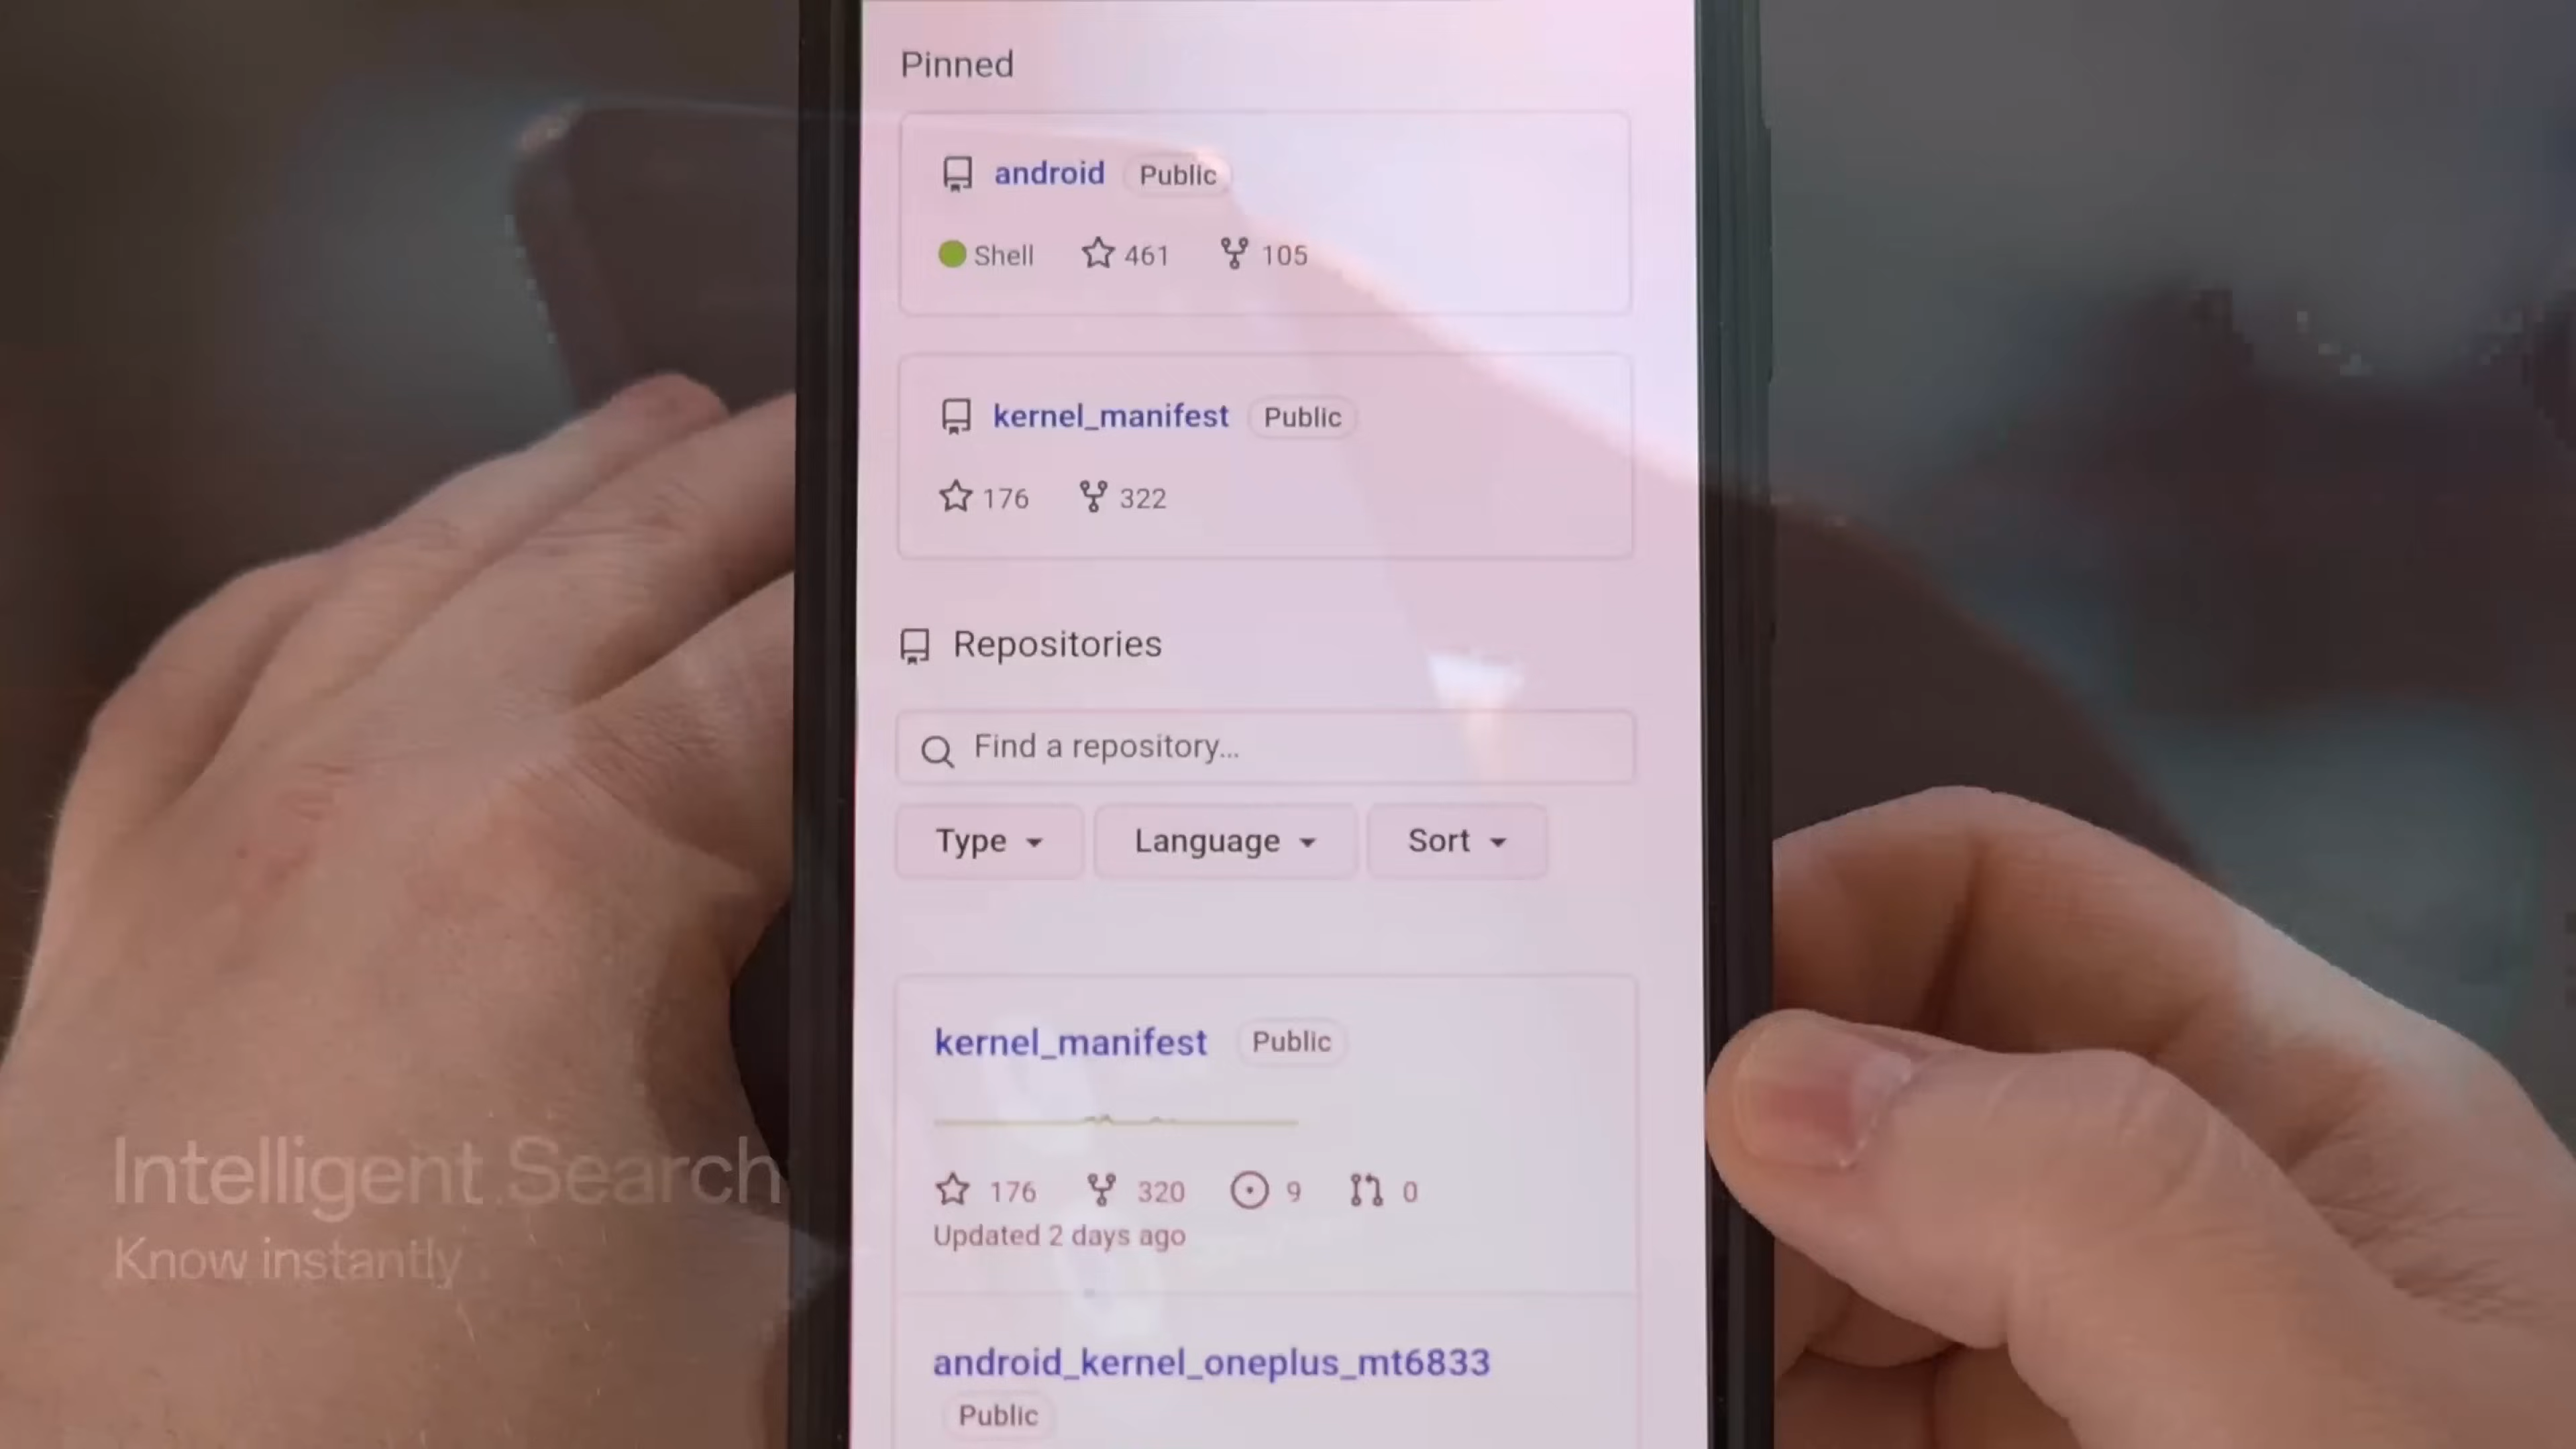 Pinned
android Public
Shell 461 105
kernel_manifest Public
176 322
Repositories
Find a repository...
Type Language Sort
kernel_manifest Public
176 320 9 0
Updated 2 days ago
android_kernel_oneplus_mt6833
Public
Intelligent Search
Know instantly